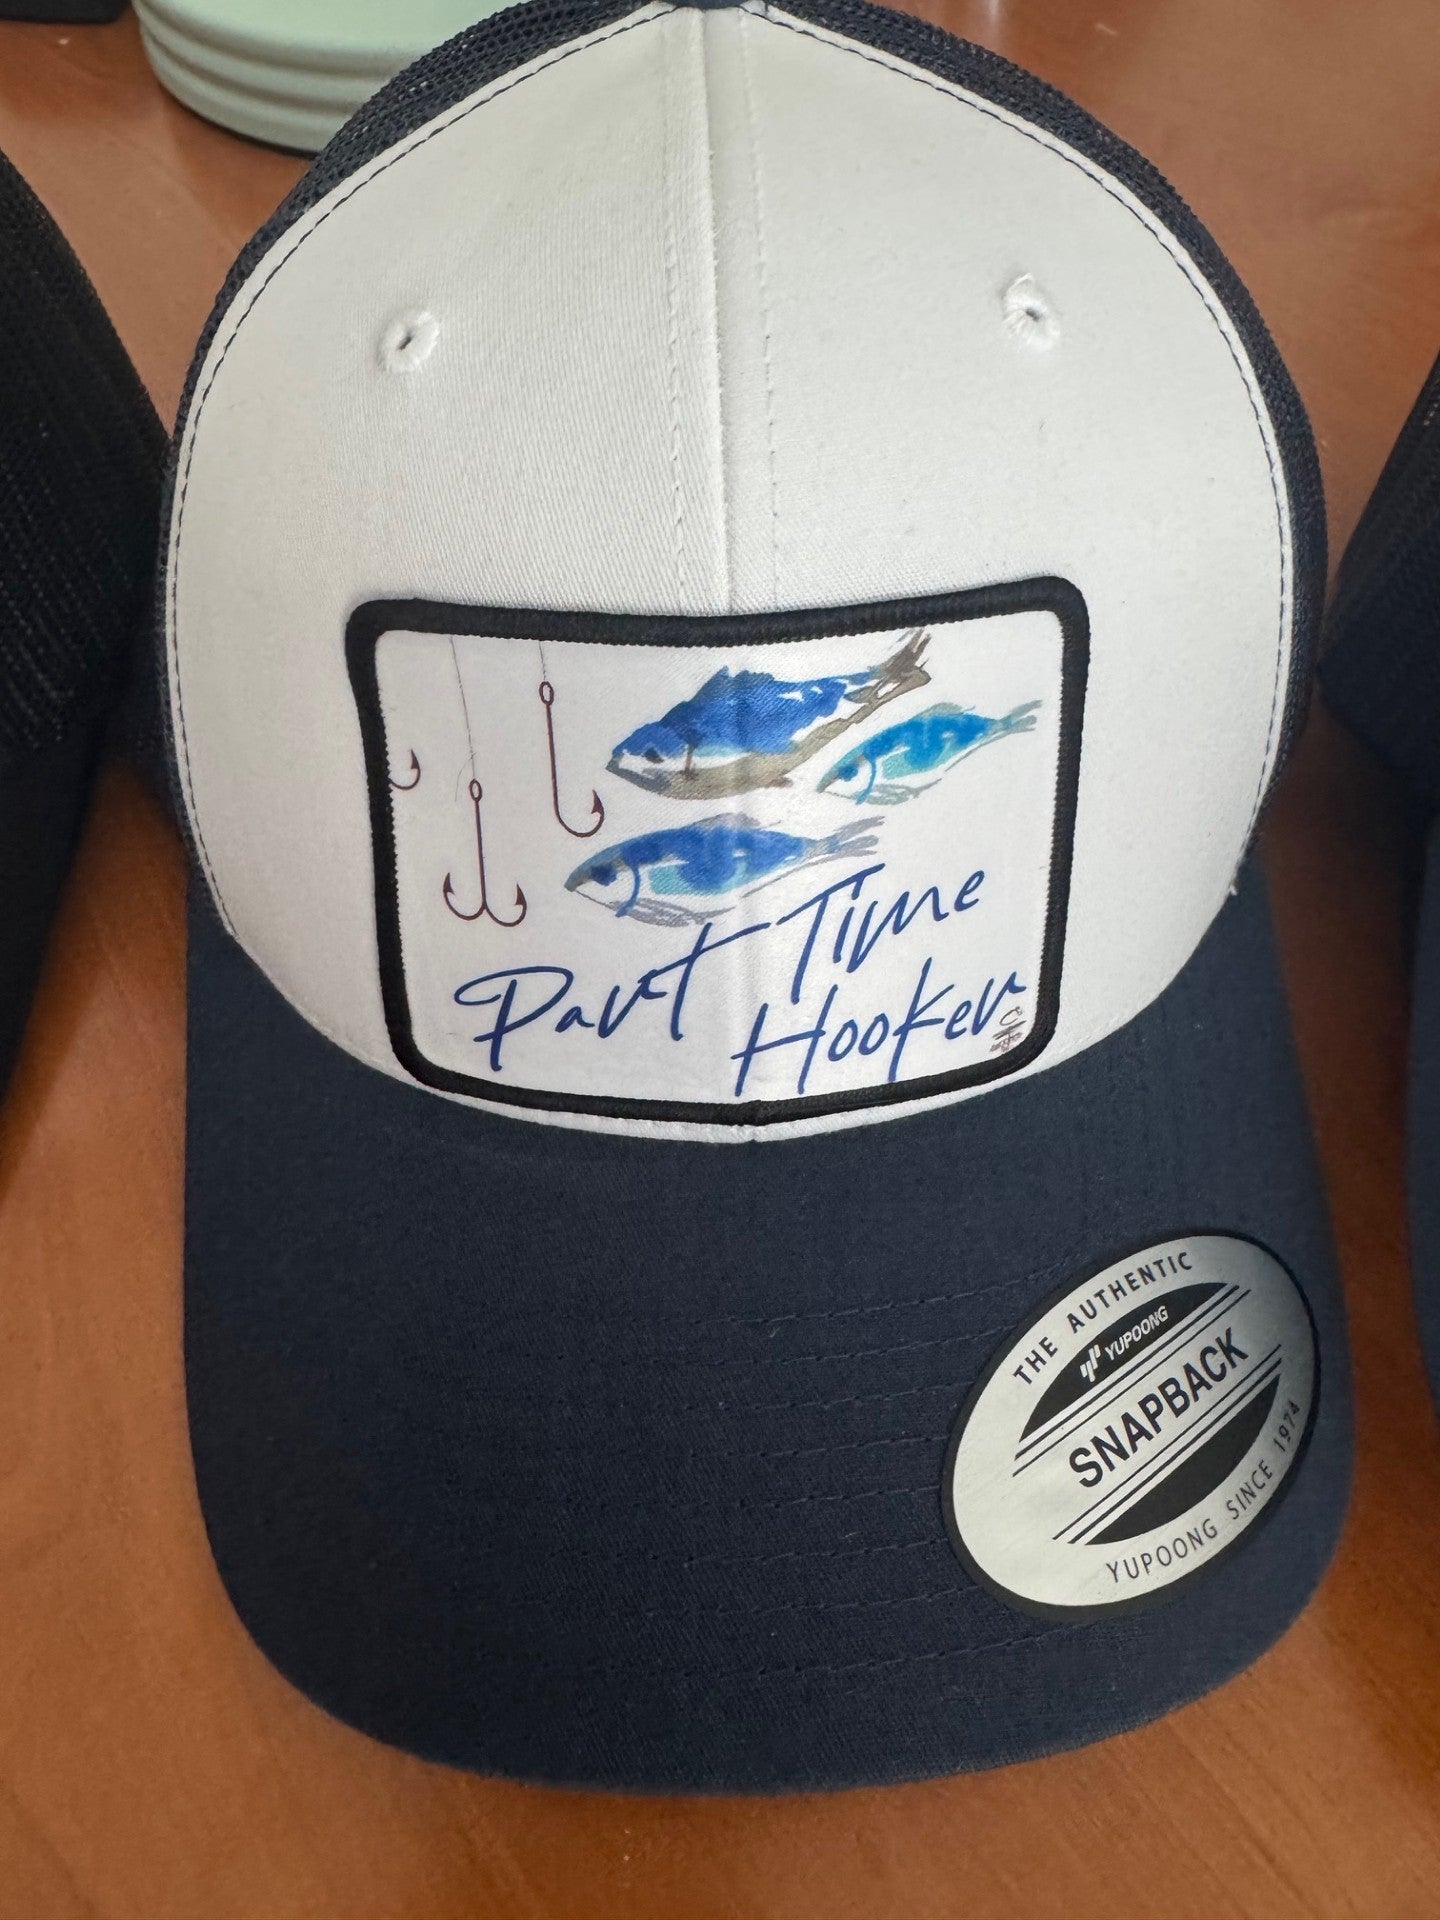 Part Time
Hooker
THE AUTHENTIC
YUPOONG
SNAPBACK
YUPOONG SINCE 1974